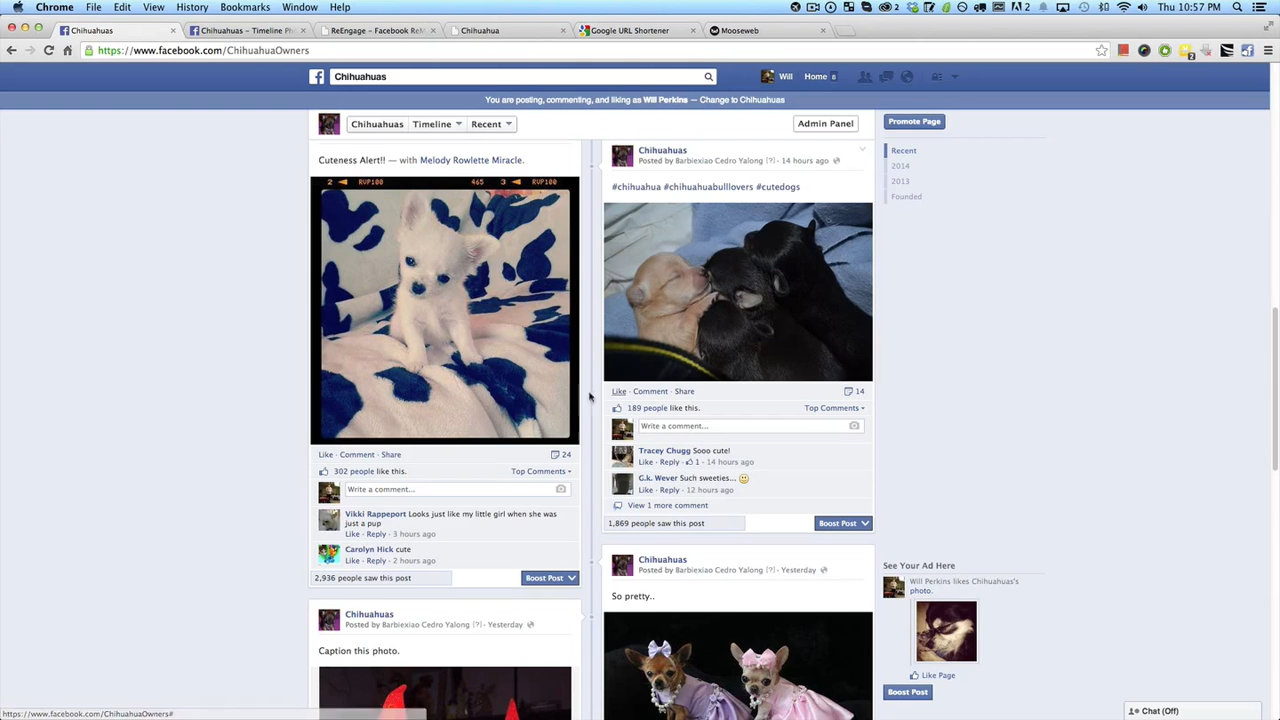 Chrome File Edit View History Bookmarks Window Help
2 Thu 10:57 PM
Chihuahuas
Chihuahuas – Timeline Ph
ReEngage – Facebook ReM
Chihuahua
Google URL Shortener
Mooseweb
https://www.facebook.com/ChihuahuaOwners
Chihuahuas
Will Home 8
You are posting, commenting, and liking as Will Perkins — Change to Chihuahuas
Chihuahuas Timeline Recent
Admin Panel
Cuteness Alert!! — with Melody Rowlette Miracle.
2 RVP100 465 3 RVP100
Like · Comment · Share
24
302 people like this.
Top Comments
Write a comment...
Vikki Rappeport Looks just like my little girl when she was
just a pup
Like · Reply · 3 hours ago
Carolyn Hick cute
Like · Reply · 2 hours ago
2,936 people saw this post
Boost Post
Chihuahuas
Posted by Barbiexiao Cedro Yalong [?] · Yesterday
Caption this photo.
Chihuahuas
Posted by Barbiexiao Cedro Yalong [?] · 14 hours ago
#chihuahua #chihuahuabulllovers #cutedogs
Like · Comment · Share
14
189 people like this.
Top Comments
Write a comment...
Tracey Chugg Sooo cute!
Like · Reply · 1 · 14 hours ago
G.k. Wever Such sweeties...
Like · Reply · 12 hours ago
View 1 more comment
1,869 people saw this post
Boost Post
Chihuahuas
Posted by Barbiexiao Cedro Yalong [?] · Yesterday
So pretty..
Promote Page
Recent
2014
2013
Founded
See Your Ad Here
Will Perkins likes Chihuahuas's
photo.
Like Page
Boost Post
Chat (Off)
https://www.facebook.com/ChihuahuaOwners#